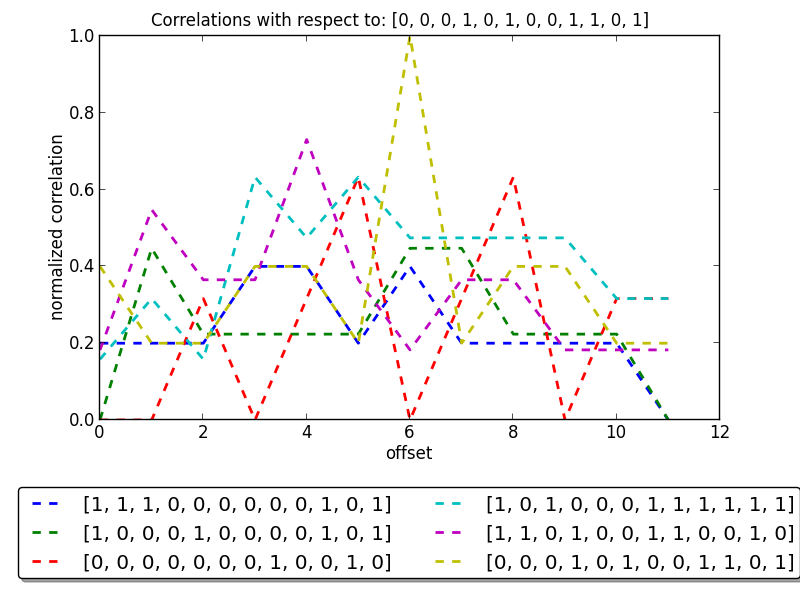 Correlations with respect to: [0, 0, 0, 1, 0, 1, 0, 0, 1, 1, 0, 1]
1.0
0.8
0.6
0.4
0.2
0.0
normalized correlation
0 2 4 6 8 10 12
offset
[1, 1, 1, 0, 0, 0, 0, 0, 0, 1, 0, 1]
[1, 0, 0, 0, 1, 0, 0, 0, 0, 1, 0, 1]
[0, 0, 0, 0, 0, 0, 0, 1, 0, 0, 1, 0]
[1, 0, 1, 0, 0, 0, 1, 1, 1, 1, 1, 1]
[1, 1, 0, 1, 0, 0, 1, 1, 0, 0, 1, 0]
[0, 0, 0, 1, 0, 1, 0, 0, 1, 1, 0, 1]